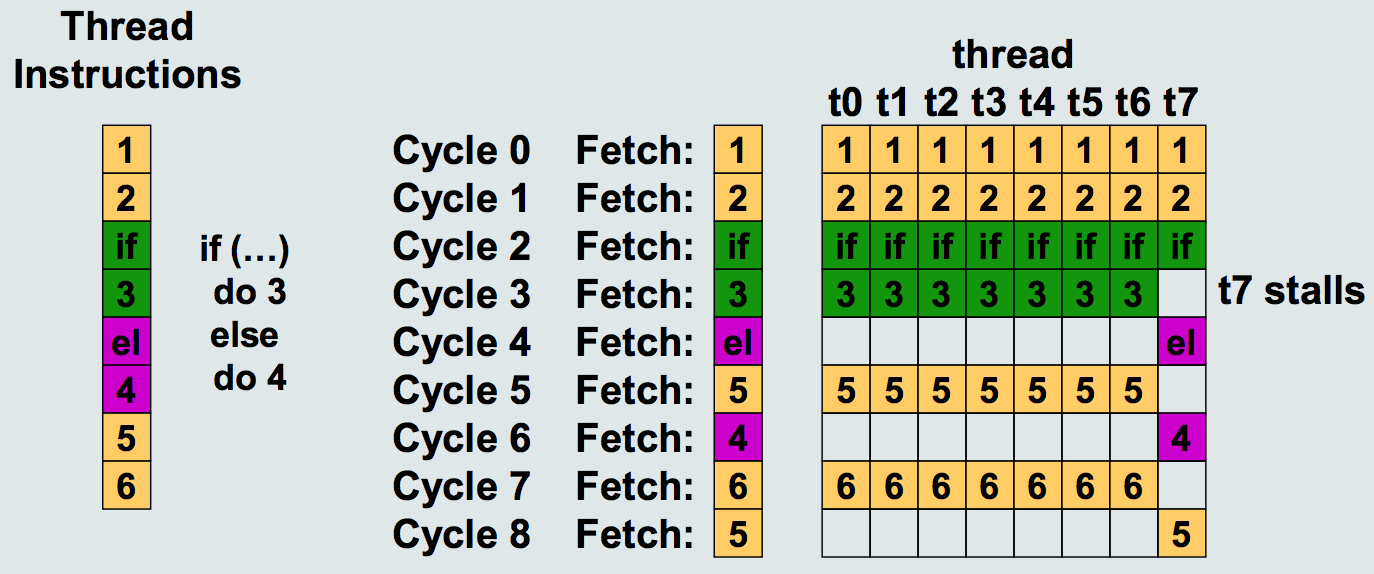 Thread
Instructions
thread
t0 t1 t2 t3 t4 t5 t6 t7
1
2
if
3
el
4
5
6
if (…)
do 3
else
do 4
Cycle 0 Fetch: 1 1 1 1 1 1 1 1 1
Cycle 1 Fetch: 2 2 2 2 2 2 2 2 2
Cycle 2 Fetch: if if if if if if if if if
Cycle 3 Fetch: 3 3 3 3 3 3 3 3 t7 stalls
Cycle 4 Fetch: el el
Cycle 5 Fetch: 5 5 5 5 5 5 5 5
Cycle 6 Fetch: 4 4
Cycle 7 Fetch: 6 6 6 6 6 6 6 6
Cycle 8 Fetch: 5 5